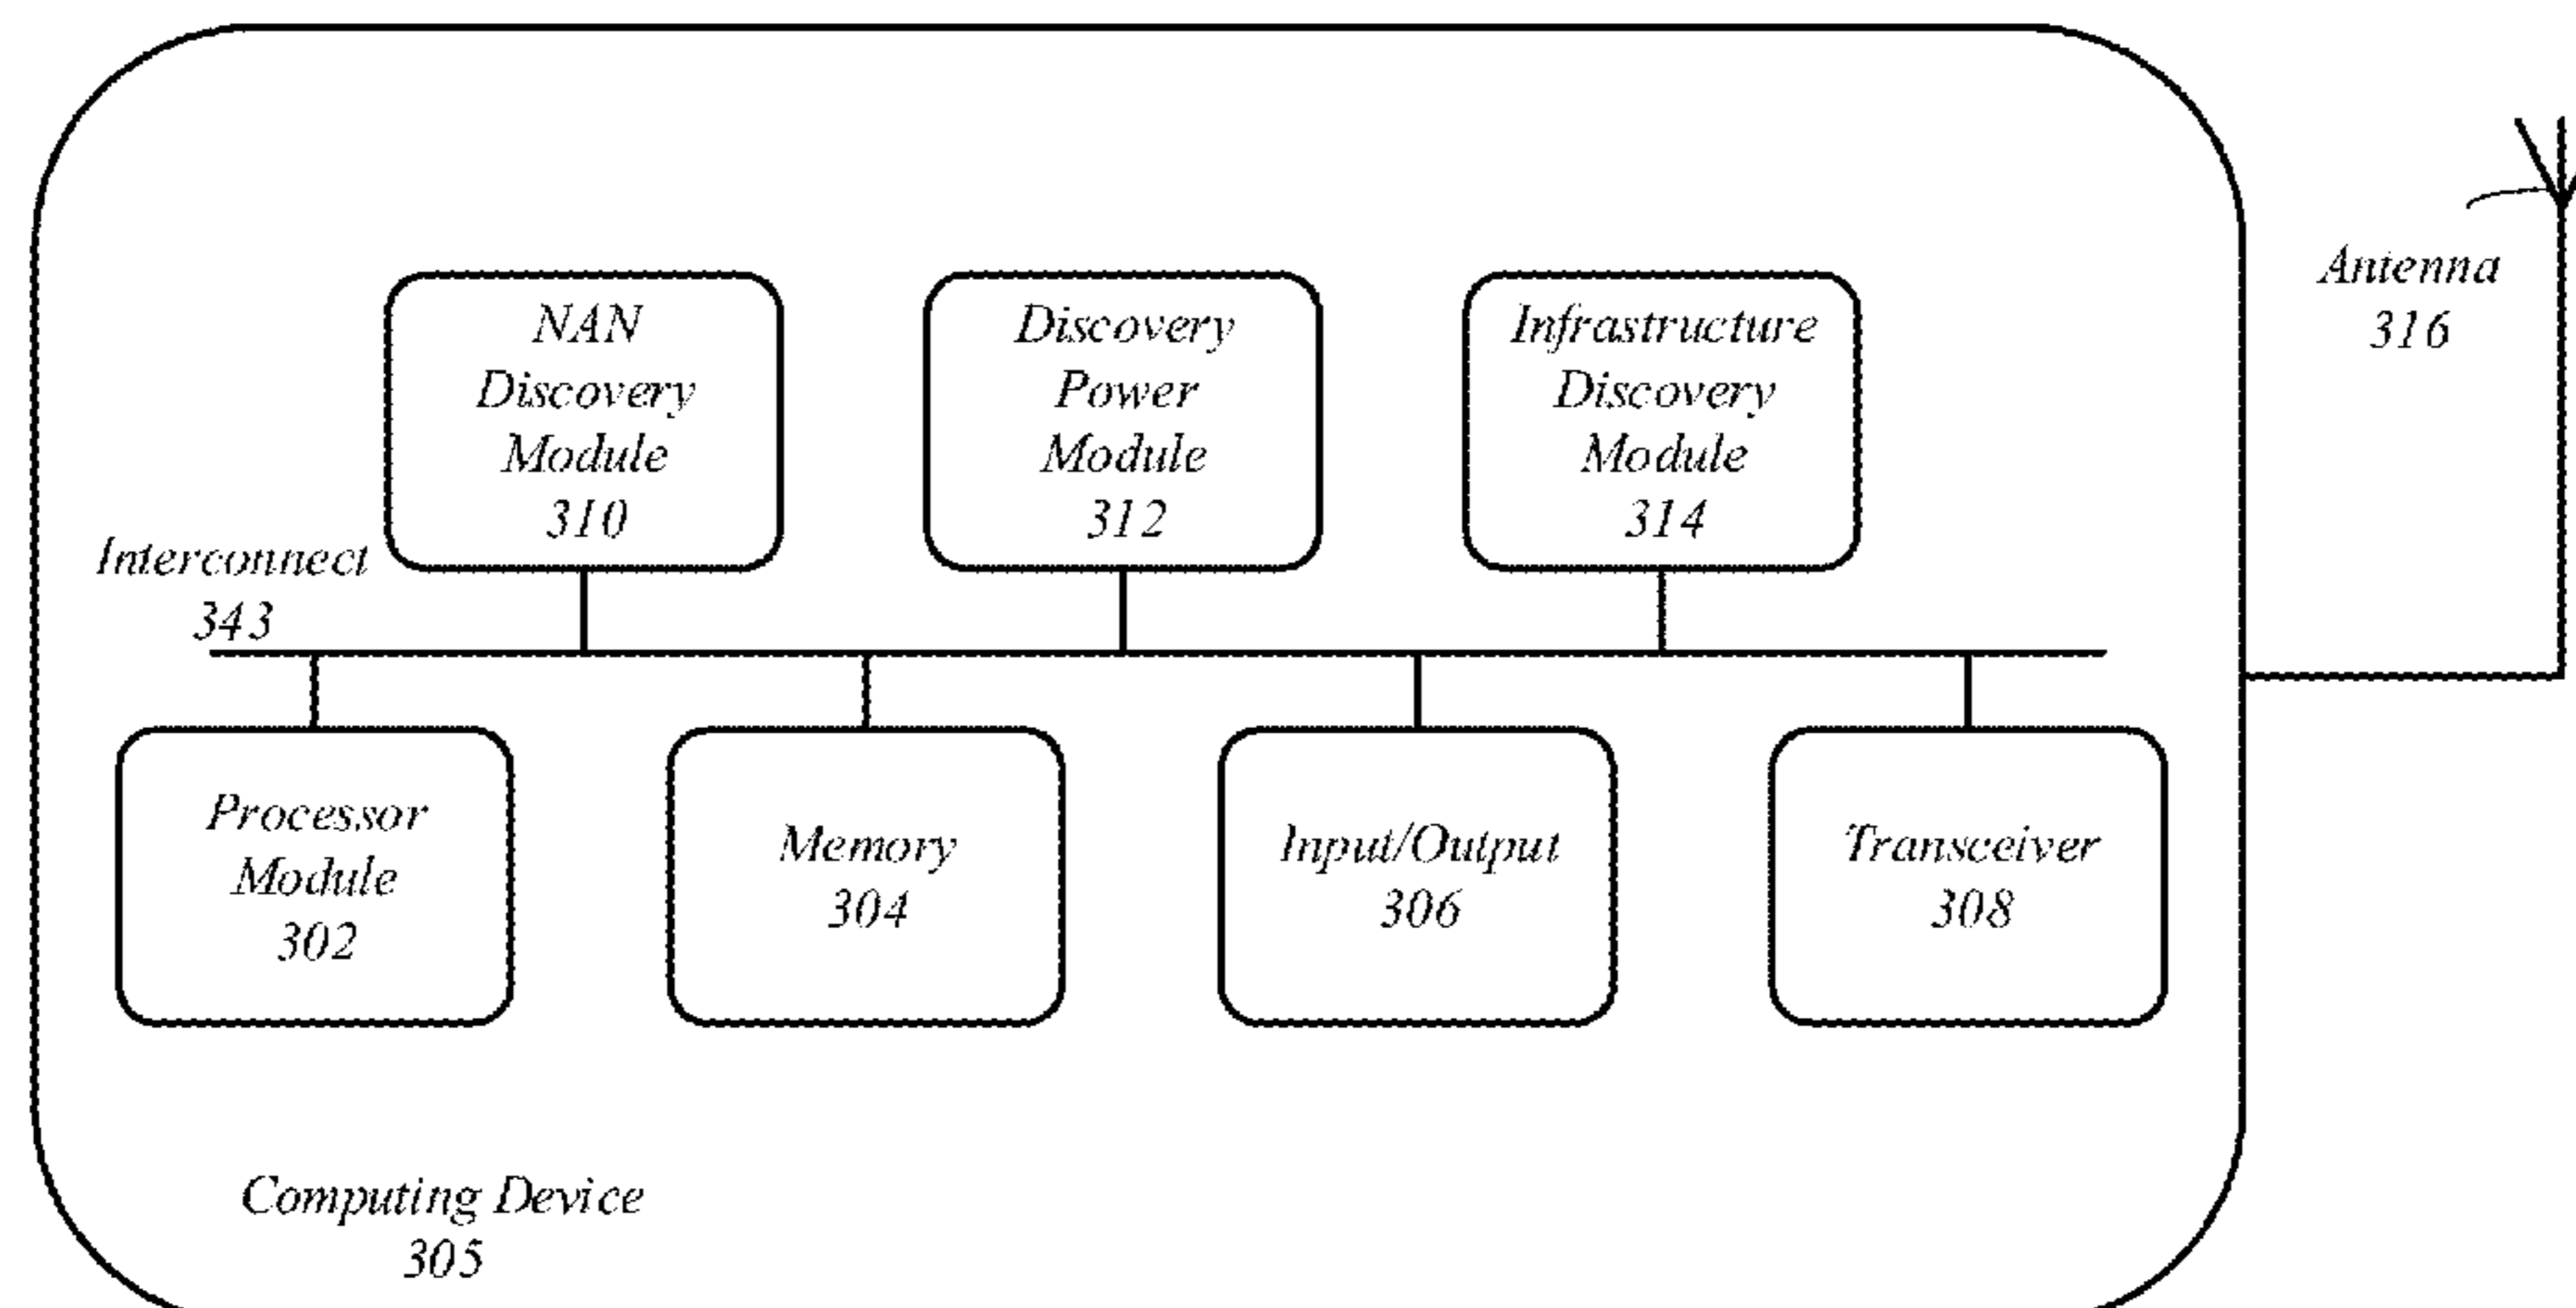 NAN
Discovery
Module
310
Discovery
Power
Module
312
Infrastructure
Discovery
Module
314
Antenna
316
Interconnect
343
Processor
Module
302
Memory
304
Input/Output
306
Transceiver
308
Computing Device
305